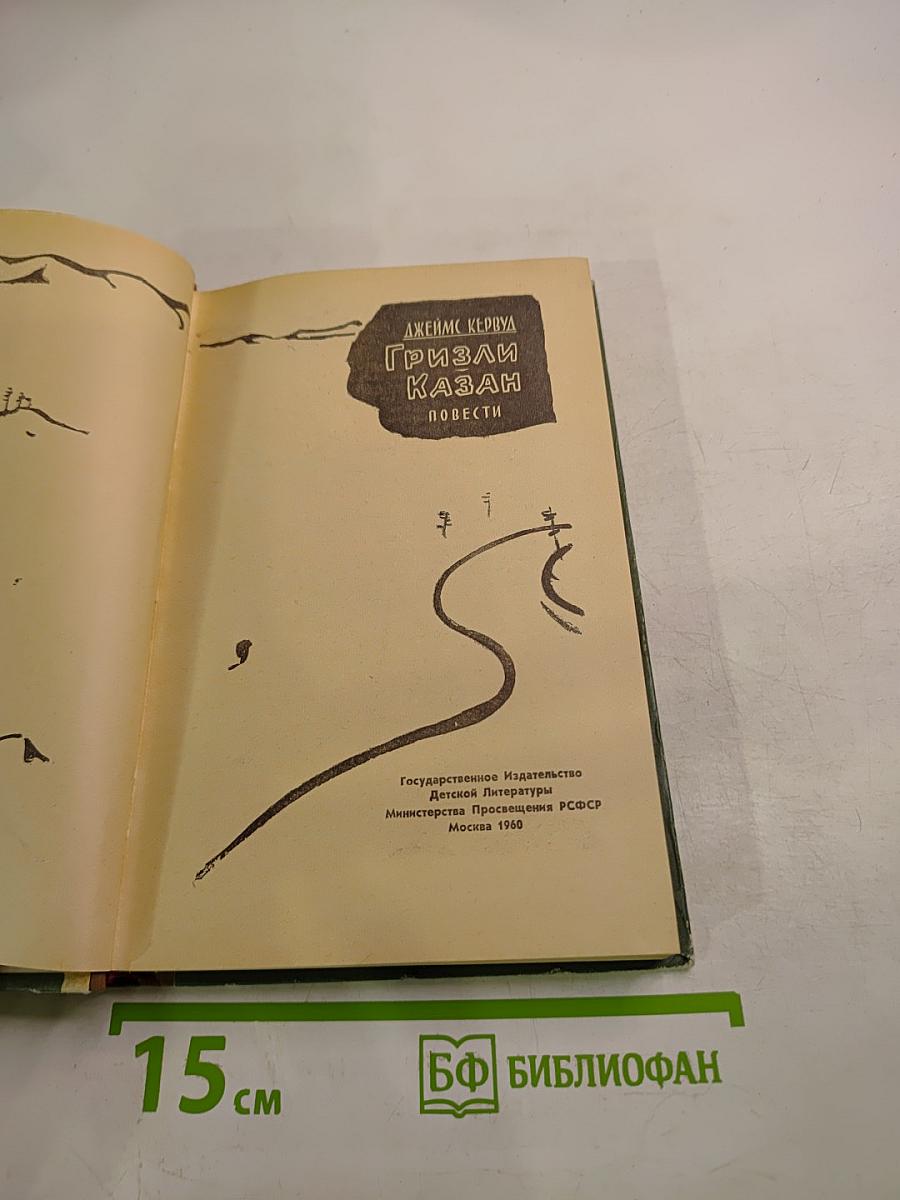 ДЖЕЙМС КЕРВУД
ГРИЗЛИ
КАЗАН
ПОВЕСТИ
Государственное Издательство
Детской Литературы
Министерства Просвещения РСФСР
Москва 1960
15 см
БФ БИБЛИОФАН